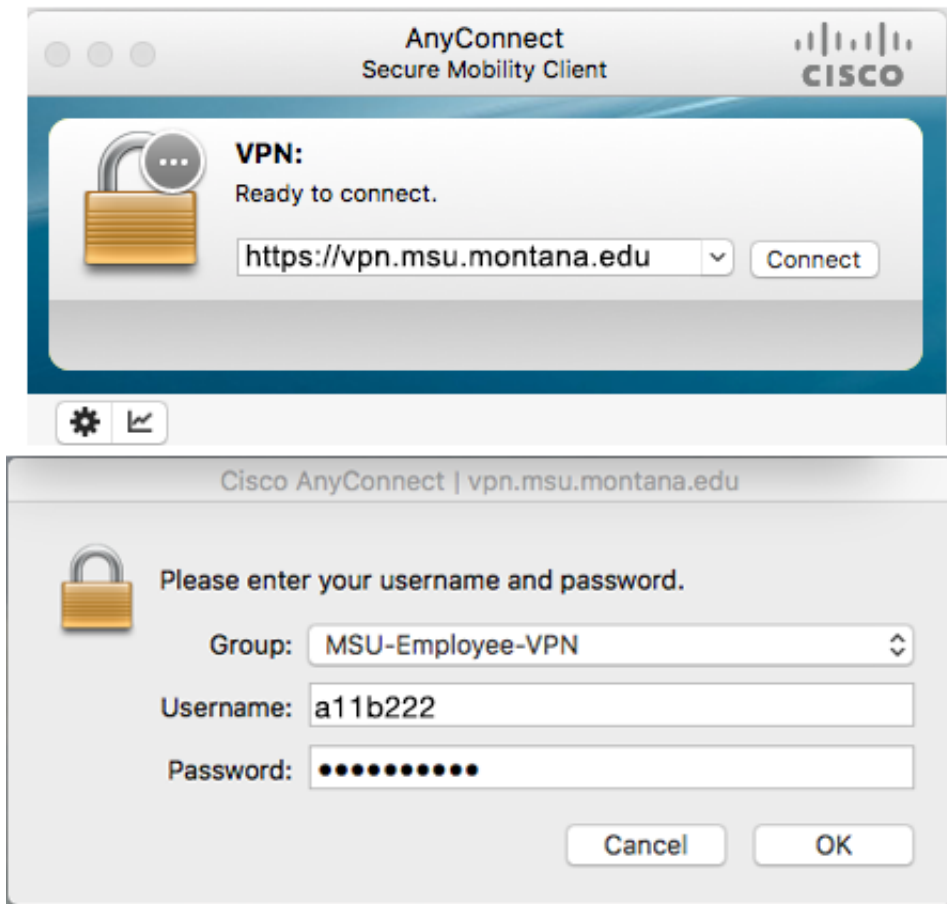 AnyConnect
Secure Mobility Client
CISCO
VPN:
Ready to connect.
https://vpn.msu.montana.edu
Connect
Cisco AnyConnect | vpn.msu.montana.edu
Please enter your username and password.
Group: MSU-Employee-VPN
Username: a11b222
Password: ••••••••••
Cancel OK